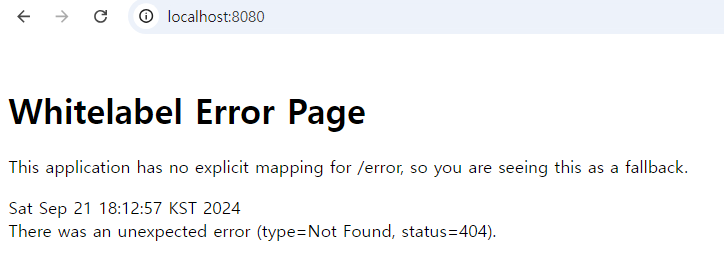 localhost:8080
Whitelabel Error Page
This application has no explicit mapping for /error, so you are seeing this as a fallback.
Sat Sep 21 18:12:57 KST 2024
There was an unexpected error (type=Not Found, status=404).